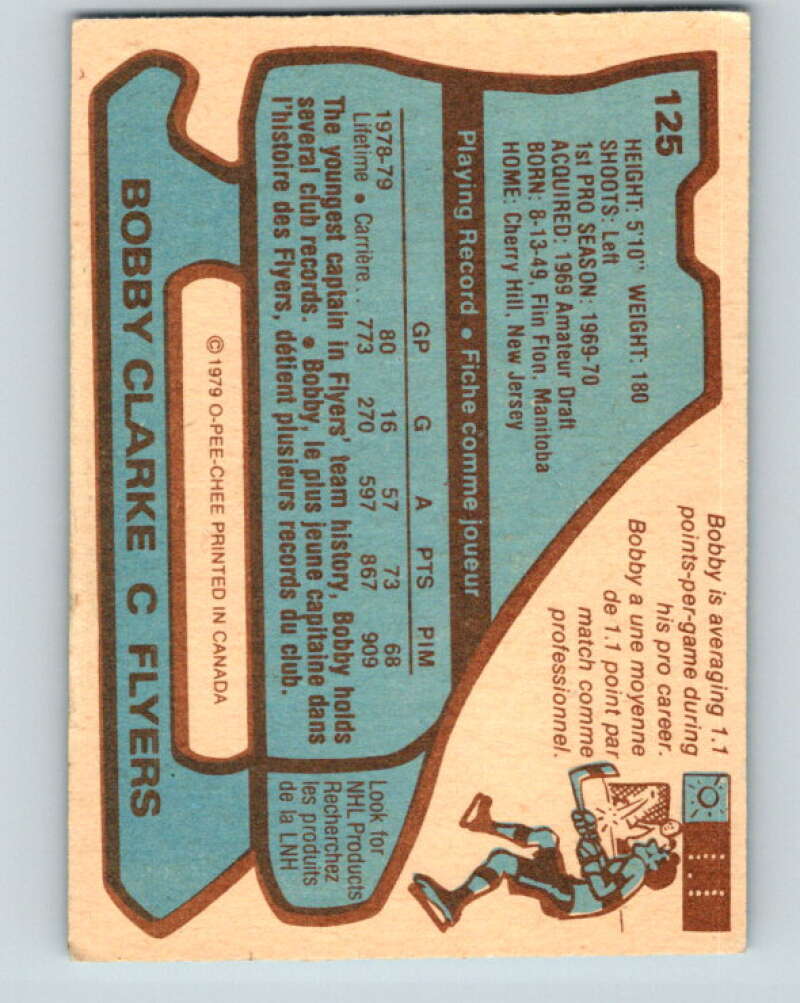 125
HEIGHT: 5'10" WEIGHT: 180
SHOOTS: Left
1st PRO SEASON: 1969-70
ACQUIRED: 1969 Amateur Draft
BORN: 8-13-49, Flin Flon, Manitoba
HOME: Cherry Hill, New Jersey
Playing Record • Fiche comme joueur
GP G A PTS PIM
1978-79 80 16 57 73 68
Lifetime • Carrière . . 773 270 597 867 909
The youngest captain in Flyers' team history, Bobby holds
several club records. • Bobby, le plus jeune capitaine dans
l'histoire des Flyers, détient plusieurs records du club.
Bobby is averaging 1.1
points-per-game during
his pro career.
Bobby a une moyenne
de 1.1 point par
match comme
professionnel.
1.1
Look for
NHL Products
Recherchez
les produits
de la LNH
© 1979 O-PEE-CHEE PRINTED IN CANADA
BOBBY CLARKE C FLYERS